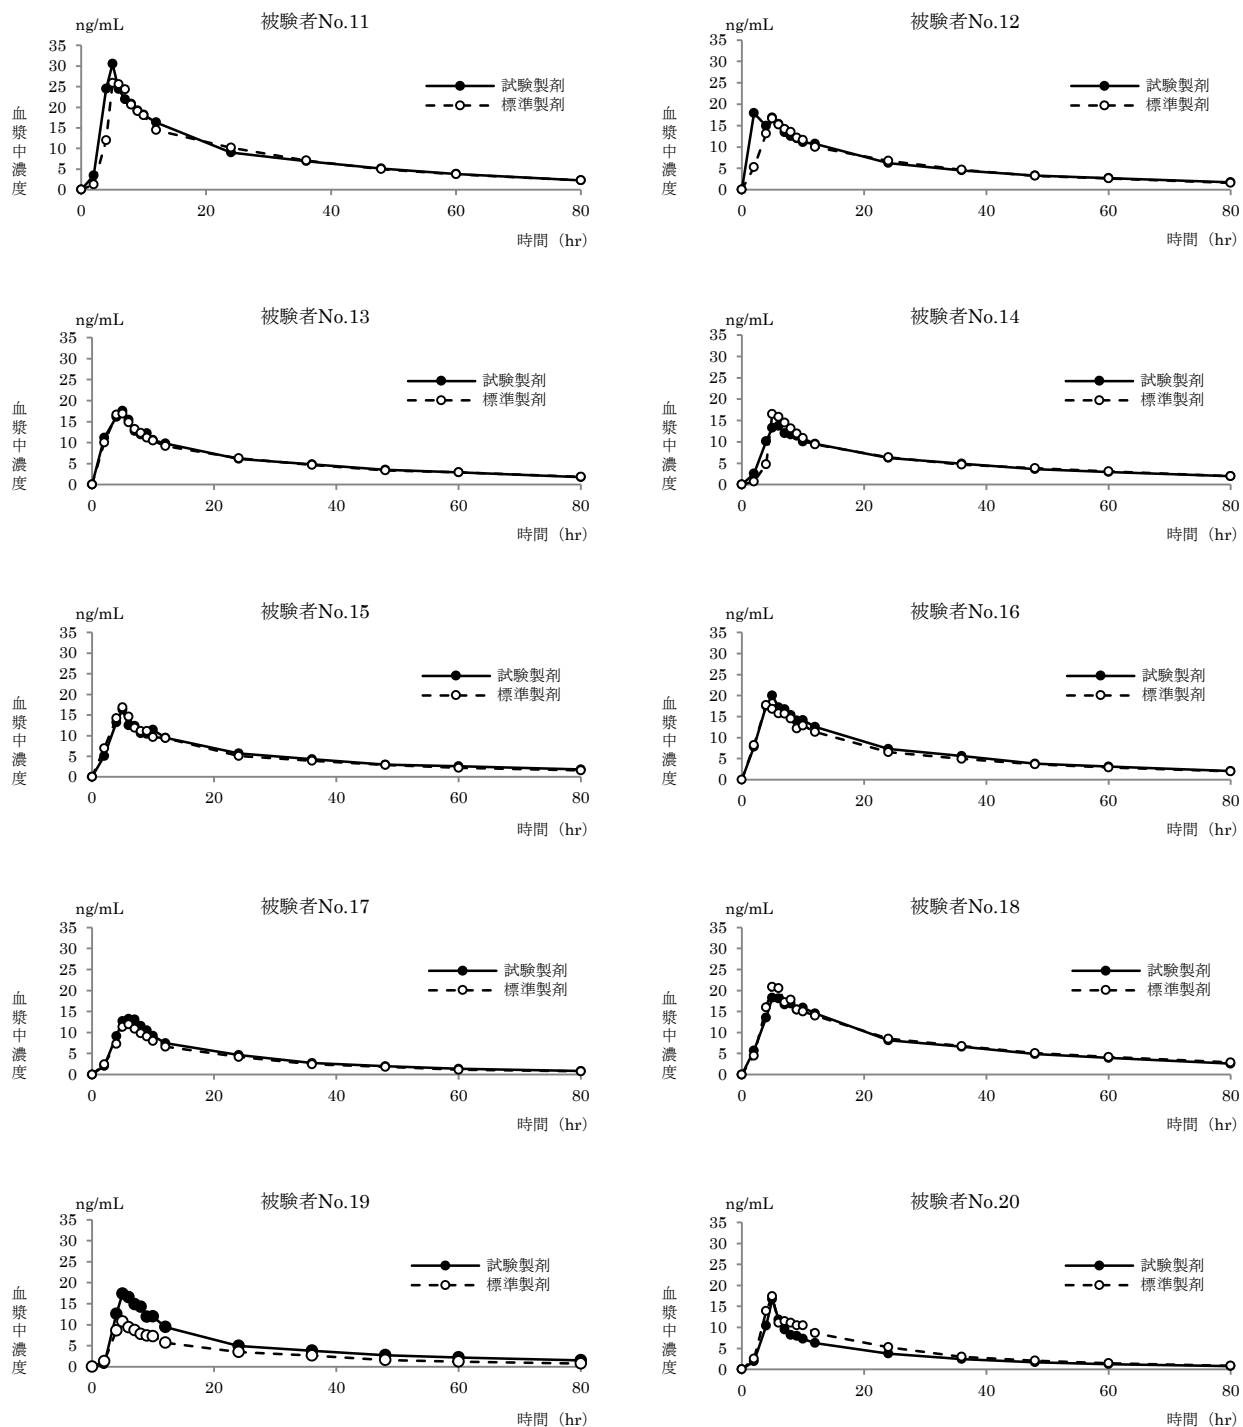 ng/mL
被験者No.11
35
30
25
20
15
10
5
0
血漿中濃度
試験製剤
標準製剤
0 20 40 60 80
時間（hr）
ng/mL
被験者No.12
35
30
25
20
15
10
5
0
血漿中濃度
試験製剤
標準製剤
0 20 40 60 80
時間（hr）
ng/mL
被験者No.13
35
30
25
20
15
10
5
0
血漿中濃度
試験製剤
標準製剤
0 20 40 60 80
時間（hr）
ng/mL
被験者No.14
35
30
25
20
15
10
5
0
血漿中濃度
試験製剤
標準製剤
0 20 40 60 80
時間（hr）
ng/mL
被験者No.15
35
30
25
20
15
10
5
0
血漿中濃度
試験製剤
標準製剤
0 20 40 60 80
時間（hr）
ng/mL
被験者No.16
35
30
25
20
15
10
5
0
血漿中濃度
試験製剤
標準製剤
0 20 40 60 80
時間（hr）
ng/mL
被験者No.17
35
30
25
20
15
10
5
0
血漿中濃度
試験製剤
標準製剤
0 20 40 60 80
時間（hr）
ng/mL
被験者No.18
35
30
25
20
15
10
5
0
血漿中濃度
試験製剤
標準製剤
0 20 40 60 80
時間（hr）
ng/mL
被験者No.19
35
30
25
20
15
10
5
0
血漿中濃度
試験製剤
標準製剤
0 20 40 60 80
時間（hr）
ng/mL
被験者No.20
35
30
25
20
15
10
5
0
血漿中濃度
試験製剤
標準製剤
0 20 40 60 80
時間（hr）